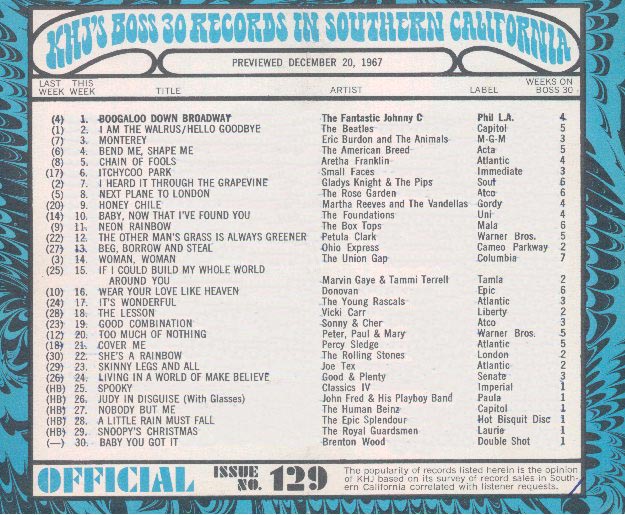 KHJ'S BOSS 30 RECORDS IN SOUTHERN CALIFORNIA
PREVIEWED DECEMBER 20, 1967
LAST WEEK THIS WEEK TITLE ARTIST LABEL WEEKS ON BOSS 30
(4) 1. BOOGALOO DOWN BROADWAY The Fantastic Johnny C Phil L.A. 4
(1) 2. I AM THE WALRUS/HELLO GOODBYE The Beatles Capitol 5
(7) 3. MONTEREY Eric Burdon and The Animals M-G-M 3
(6) 4. BEND ME, SHAPE ME The American Breed Acta 5
(8) 5. CHAIN OF FOOLS Aretha Franklin Atlantic 4
(17) 6. ITCHYCOO PARK Small Faces Immediate 3
(2) 7. I HEARD IT THROUGH THE GRAPEVINE Gladys Knight & The Pips Soul 6
(5) 8. NEXT PLANE TO LONDON The Rose Garden Atco 6
(20) 9. HONEY CHILE Martha Reeves and The Vandellas Gordy 4
(14) 10. BABY, NOW THAT I'VE FOUND YOU The Foundations Uni 4
(9) 11. NEON RAINBOW The Box Tops Mala 6
(22) 12. THE OTHER MAN'S GRASS IS ALWAYS GREENER Petula Clark Warner Bros. 5
(27) 13. BEG, BORROW AND STEAL Ohio Express Cameo Parkway 2
(3) 14. WOMAN, WOMAN The Union Gap Columbia 7
(25) 15. IF I COULD BUILD MY WHOLE WORLD
AROUND YOU Marvin Gaye & Tammi Terrell Tamla 2
(10) 16. WEAR YOUR LOVE LIKE HEAVEN Donovan Epic 6
(24) 17. IT'S WONDERFUL The Young Rascals Atlantic 3
(28) 18. THE LESSON Vicki Carr Liberty 2
(23) 19. GOOD COMBINATION Sonny & Cher Atco 3
(12) 20. TOO MUCH OF NOTHING Peter, Paul & Mary Warner Bros. 5
(18) 21. COVER ME Percy Sledge Atlantic 5
(30) 22. SHE'S A RAINBOW The Rolling Stones London 2
(29) 23. SKINNY LEGS AND ALL Joe Tex Atlantic 2
(26) 24. LIVING IN A WORLD OF MAKE BELIEVE Good & Plenty Senate 3
(HB) 25. SPOOKY Classics IV Imperial 1
(HB) 26. JUDY IN DISGUISE (With Glasses) John Fred & His Playboy Band Paula 1
(HB) 27. NOBODY BUT ME The Human Beinz Capitol 1
(HB) 28. A LITTLE RAIN MUST FALL The Epic Splendour Hot Bisquit Disc 1
(HB) 29. SNOOPY'S CHRISTMAS The Royal Guardsmen Laurie 1
(—) 30. BABY YOU GOT IT Brenton Wood Double Shot 1
OFFICIAL ISSUE NO. 129
The popularity of records listed herein is the opinion
of KHJ based on its survey of record sales in South-
ern California correlated with listener requests.